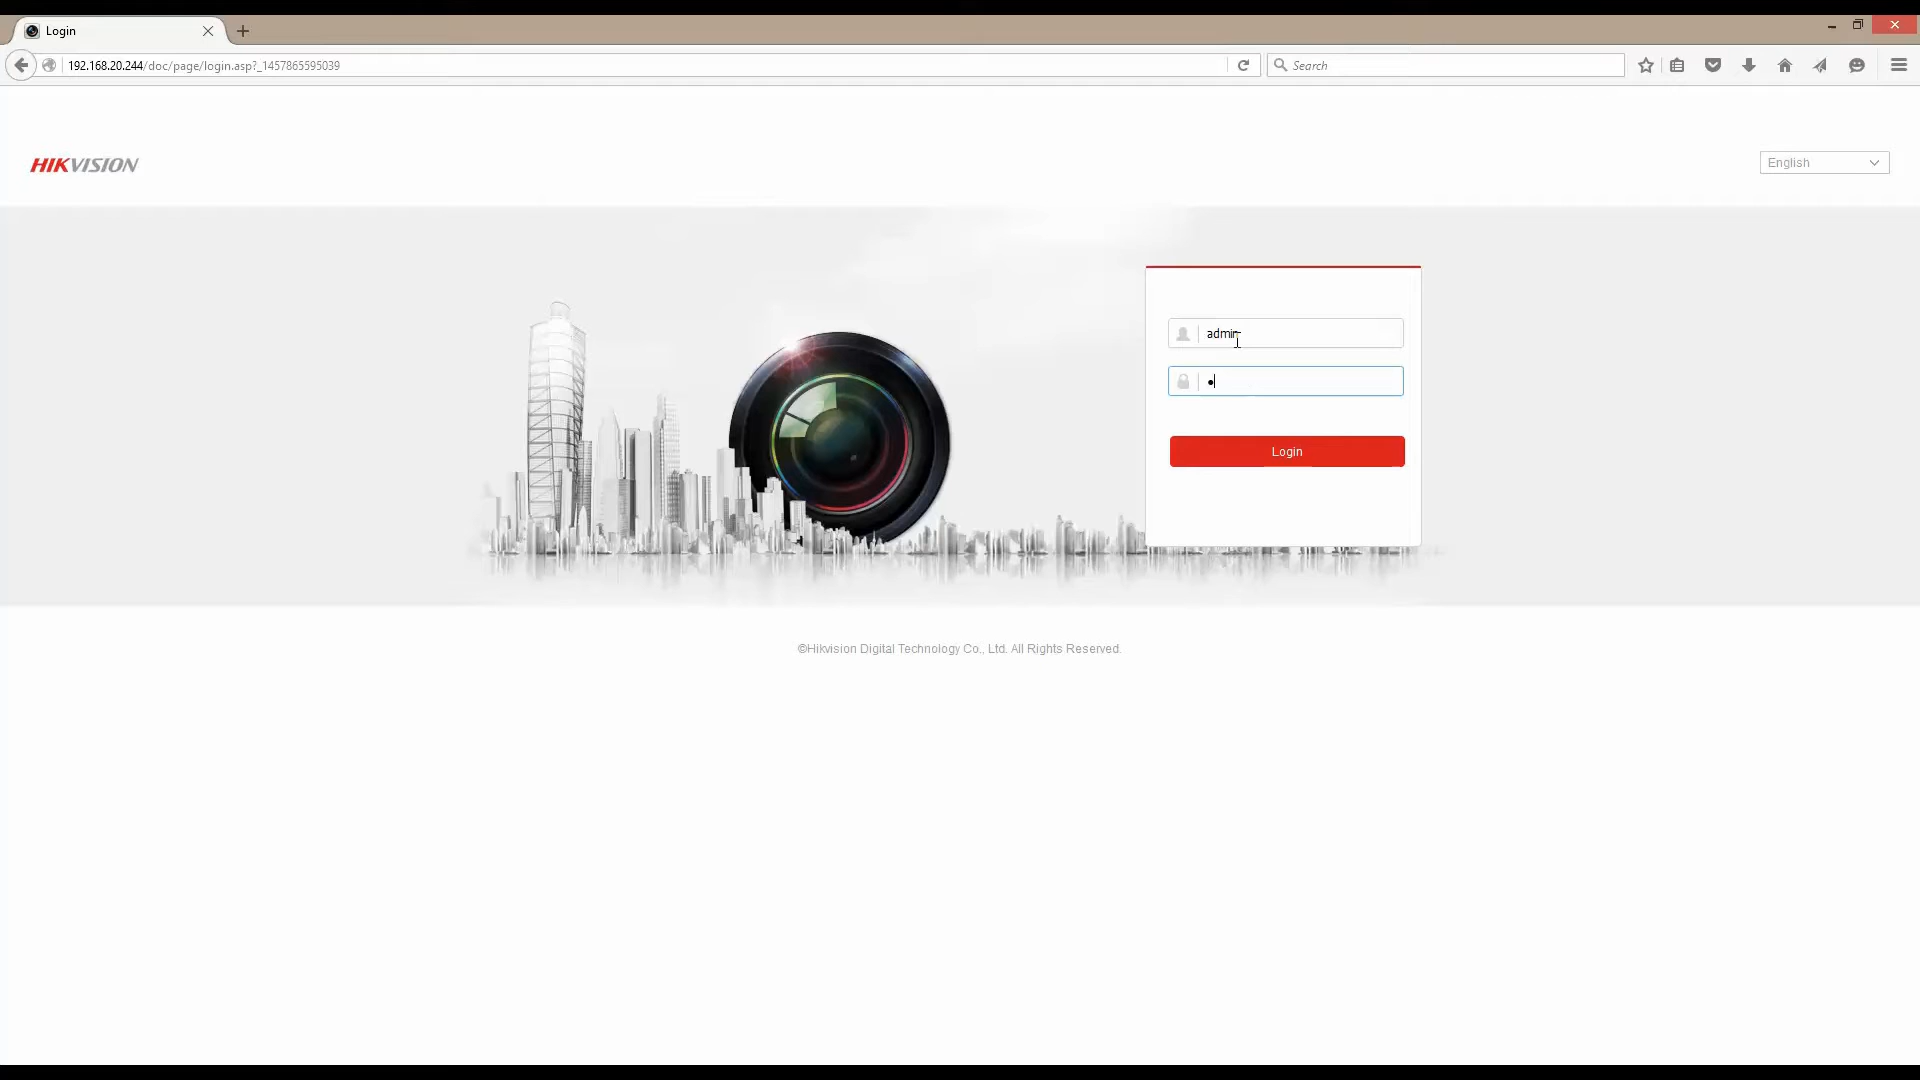 Login
192.168.20.244/doc/page/login.asp?_1457865595039
Search
HIKVISION
English
admin
Login
©Hikvision Digital Technology Co., Ltd. All Rights Reserved.